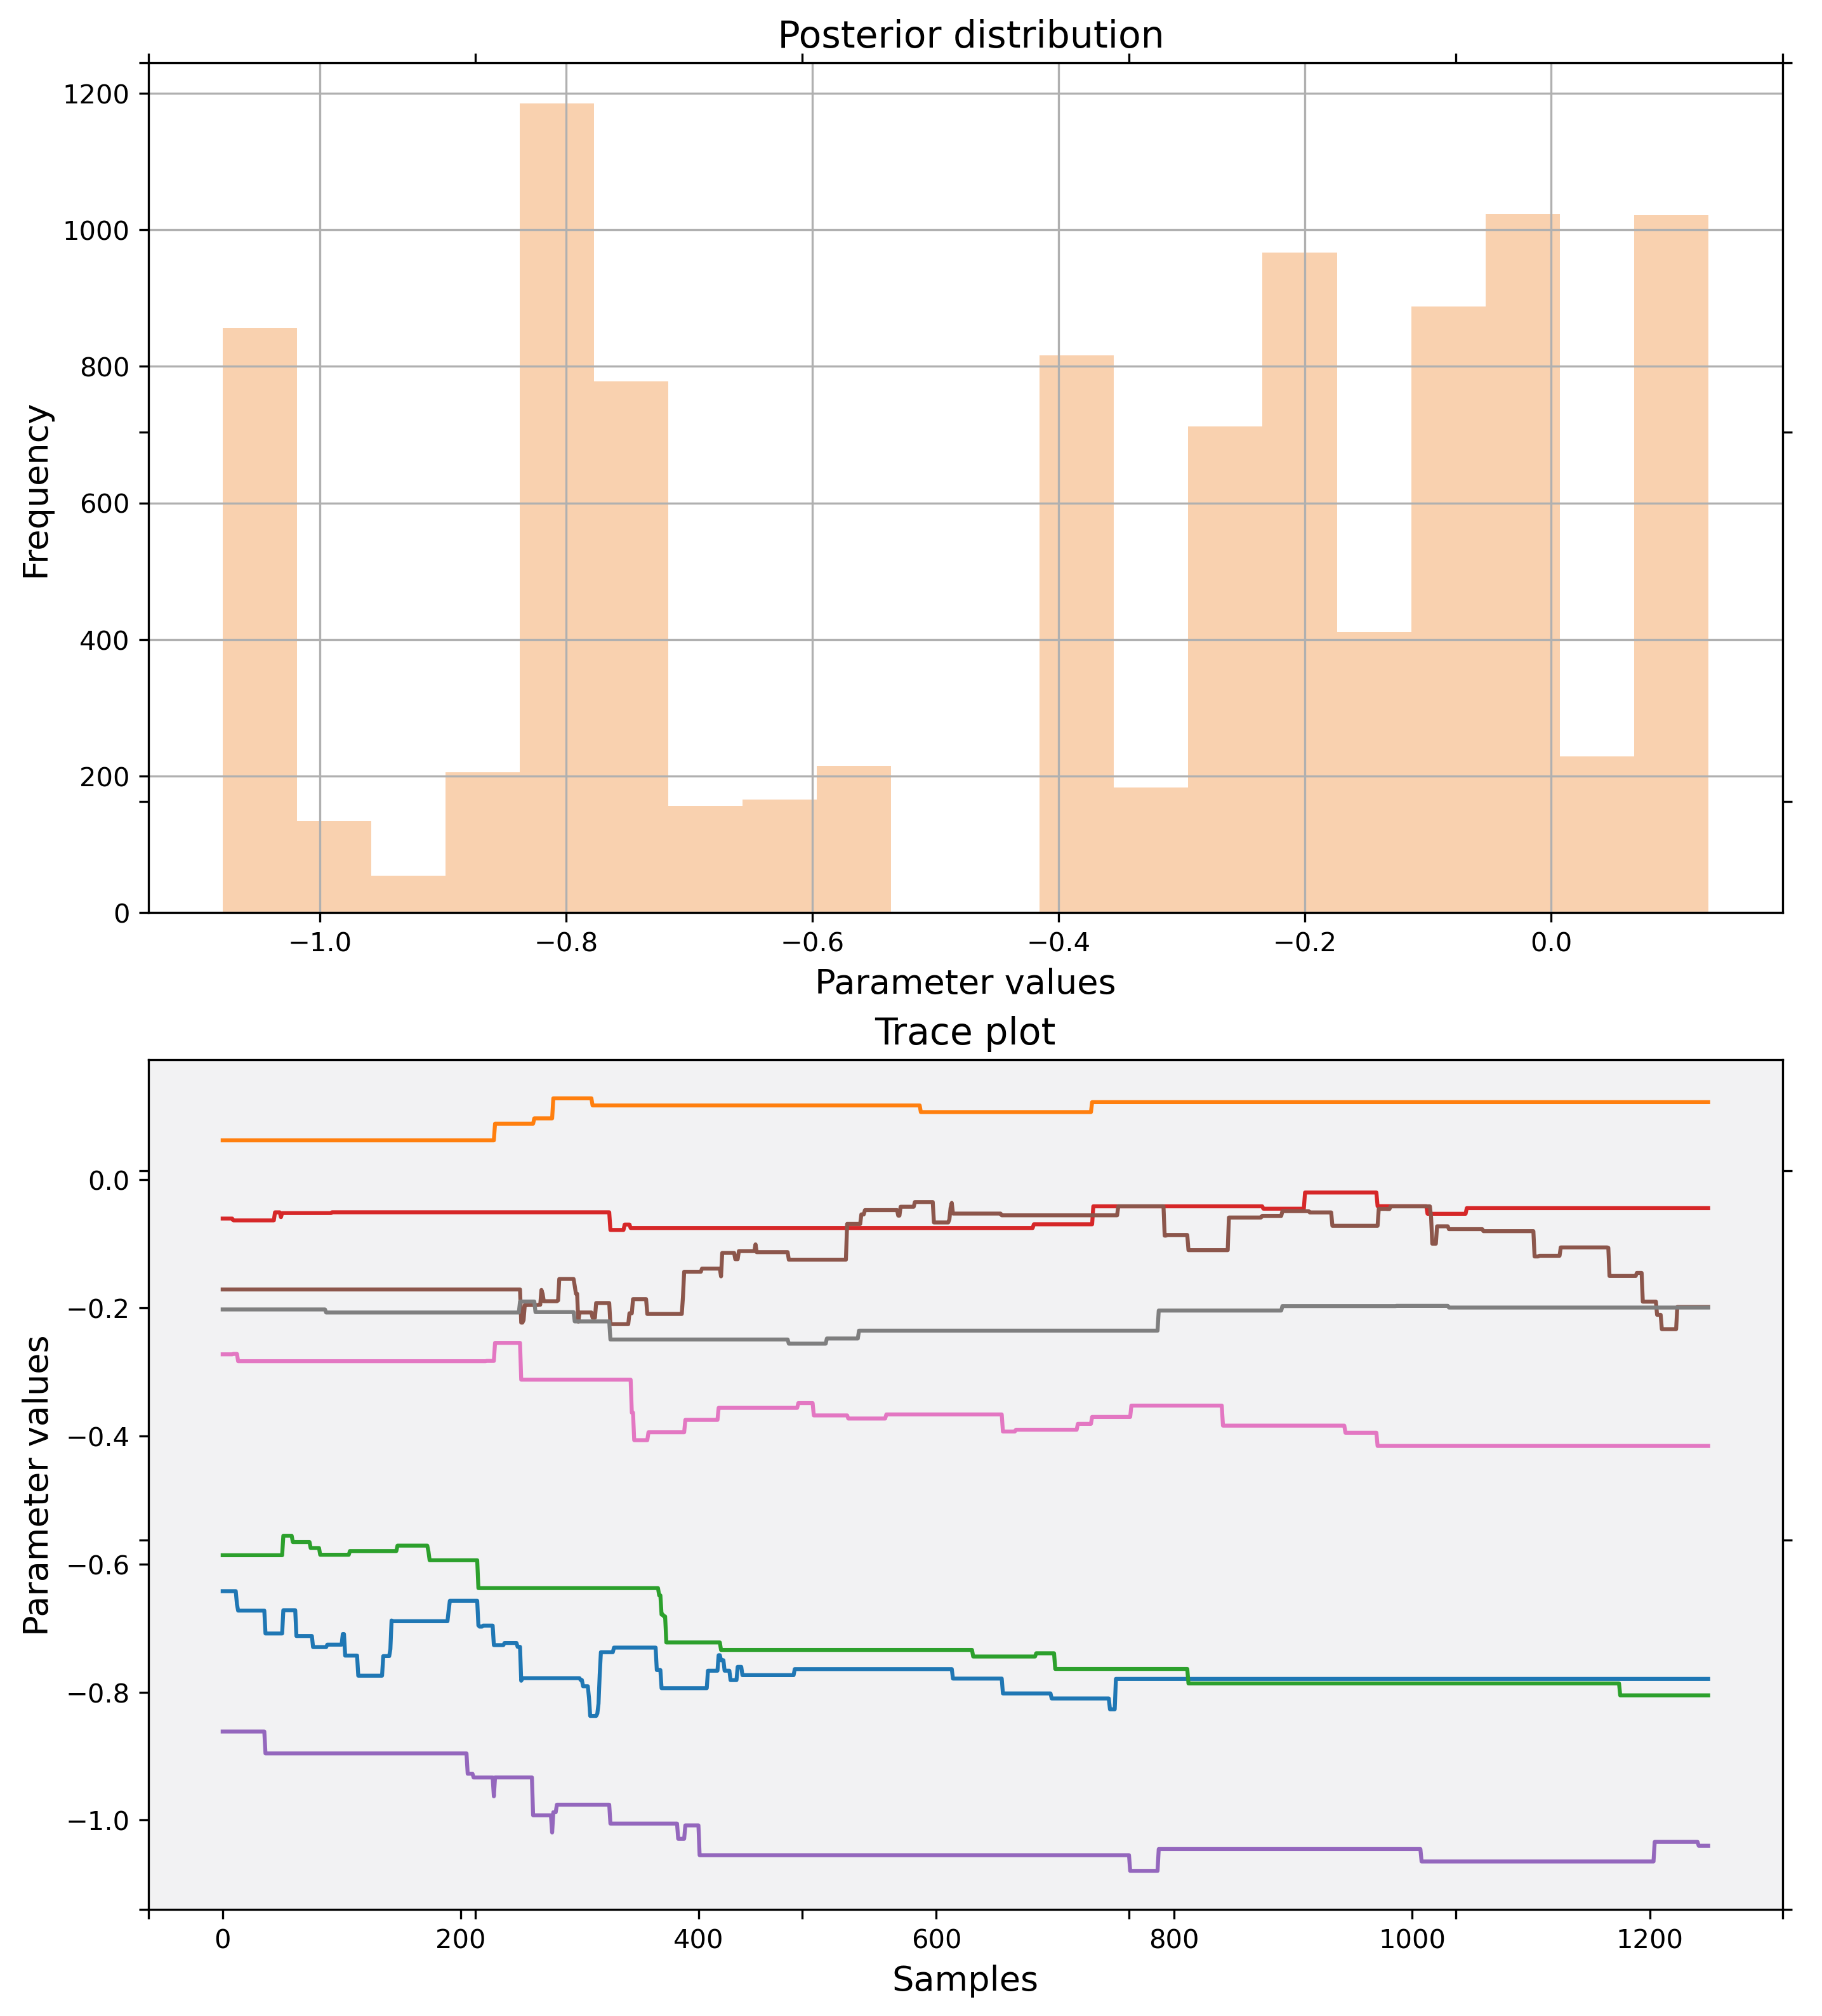 Posterior distribution
1200
1000
800
600
400
200
0
Frequency
−1.0 −0.8 −0.6 −0.4 −0.2 0.0
Parameter values
Trace plot
0.0
−0.2
−0.4
−0.6
−0.8
−1.0
Parameter values
0 200 400 600 800 1000 1200
Samples